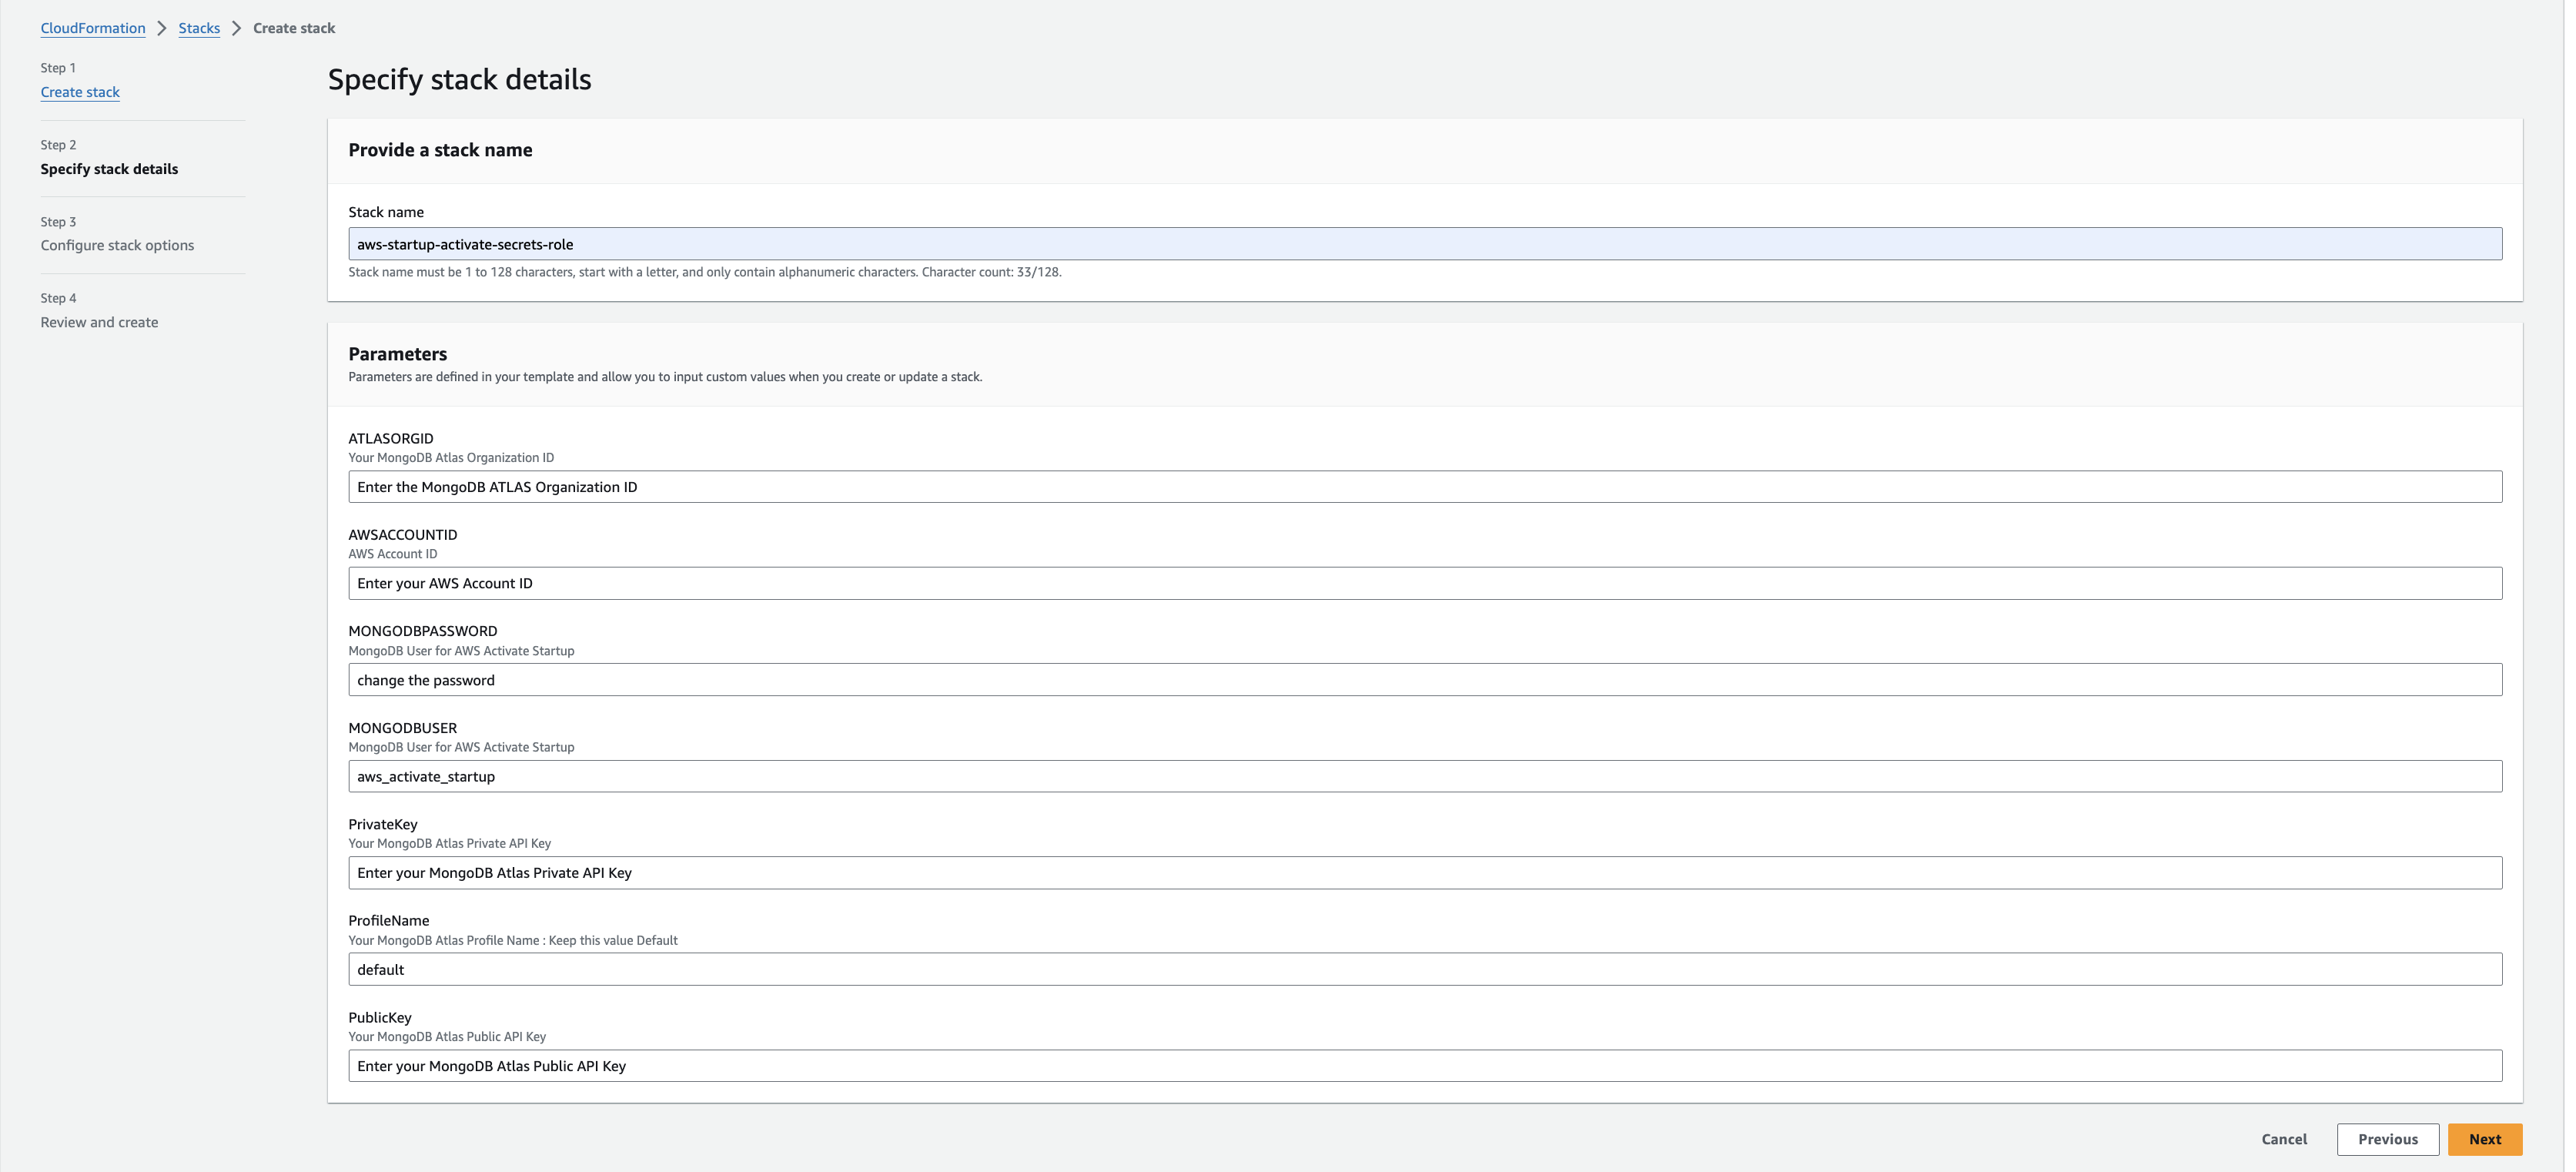 CloudFormation > Stacks > Create stack
Step 1
Create stack
Step 2
Specify stack details
Step 3
Configure stack options
Step 4
Review and create
Specify stack details
Provide a stack name
Stack name
aws-startup-activate-secrets-role
Stack name must be 1 to 128 characters, start with a letter, and only contain alphanumeric characters. Character count: 33/128.
Parameters
Parameters are defined in your template and allow you to input custom values when you create or update a stack.
ATLASORGID
Your MongoDB Atlas Organization ID
Enter the MongoDB ATLAS Organization ID
AWSACCOUNTID
AWS Account ID
Enter your AWS Account ID
MONGODBPASSWORD
MongoDB User for AWS Activate Startup
change the password
MONGODBUSER
MongoDB User for AWS Activate Startup
aws_activate_startup
PrivateKey
Your MongoDB Atlas Private API Key
Enter your MongoDB Atlas Private API Key
ProfileName
Your MongoDB Atlas Profile Name : Keep this value Default
default
PublicKey
Your MongoDB Atlas Public API Key
Enter your MongoDB Atlas Public API Key
Cancel Previous Next